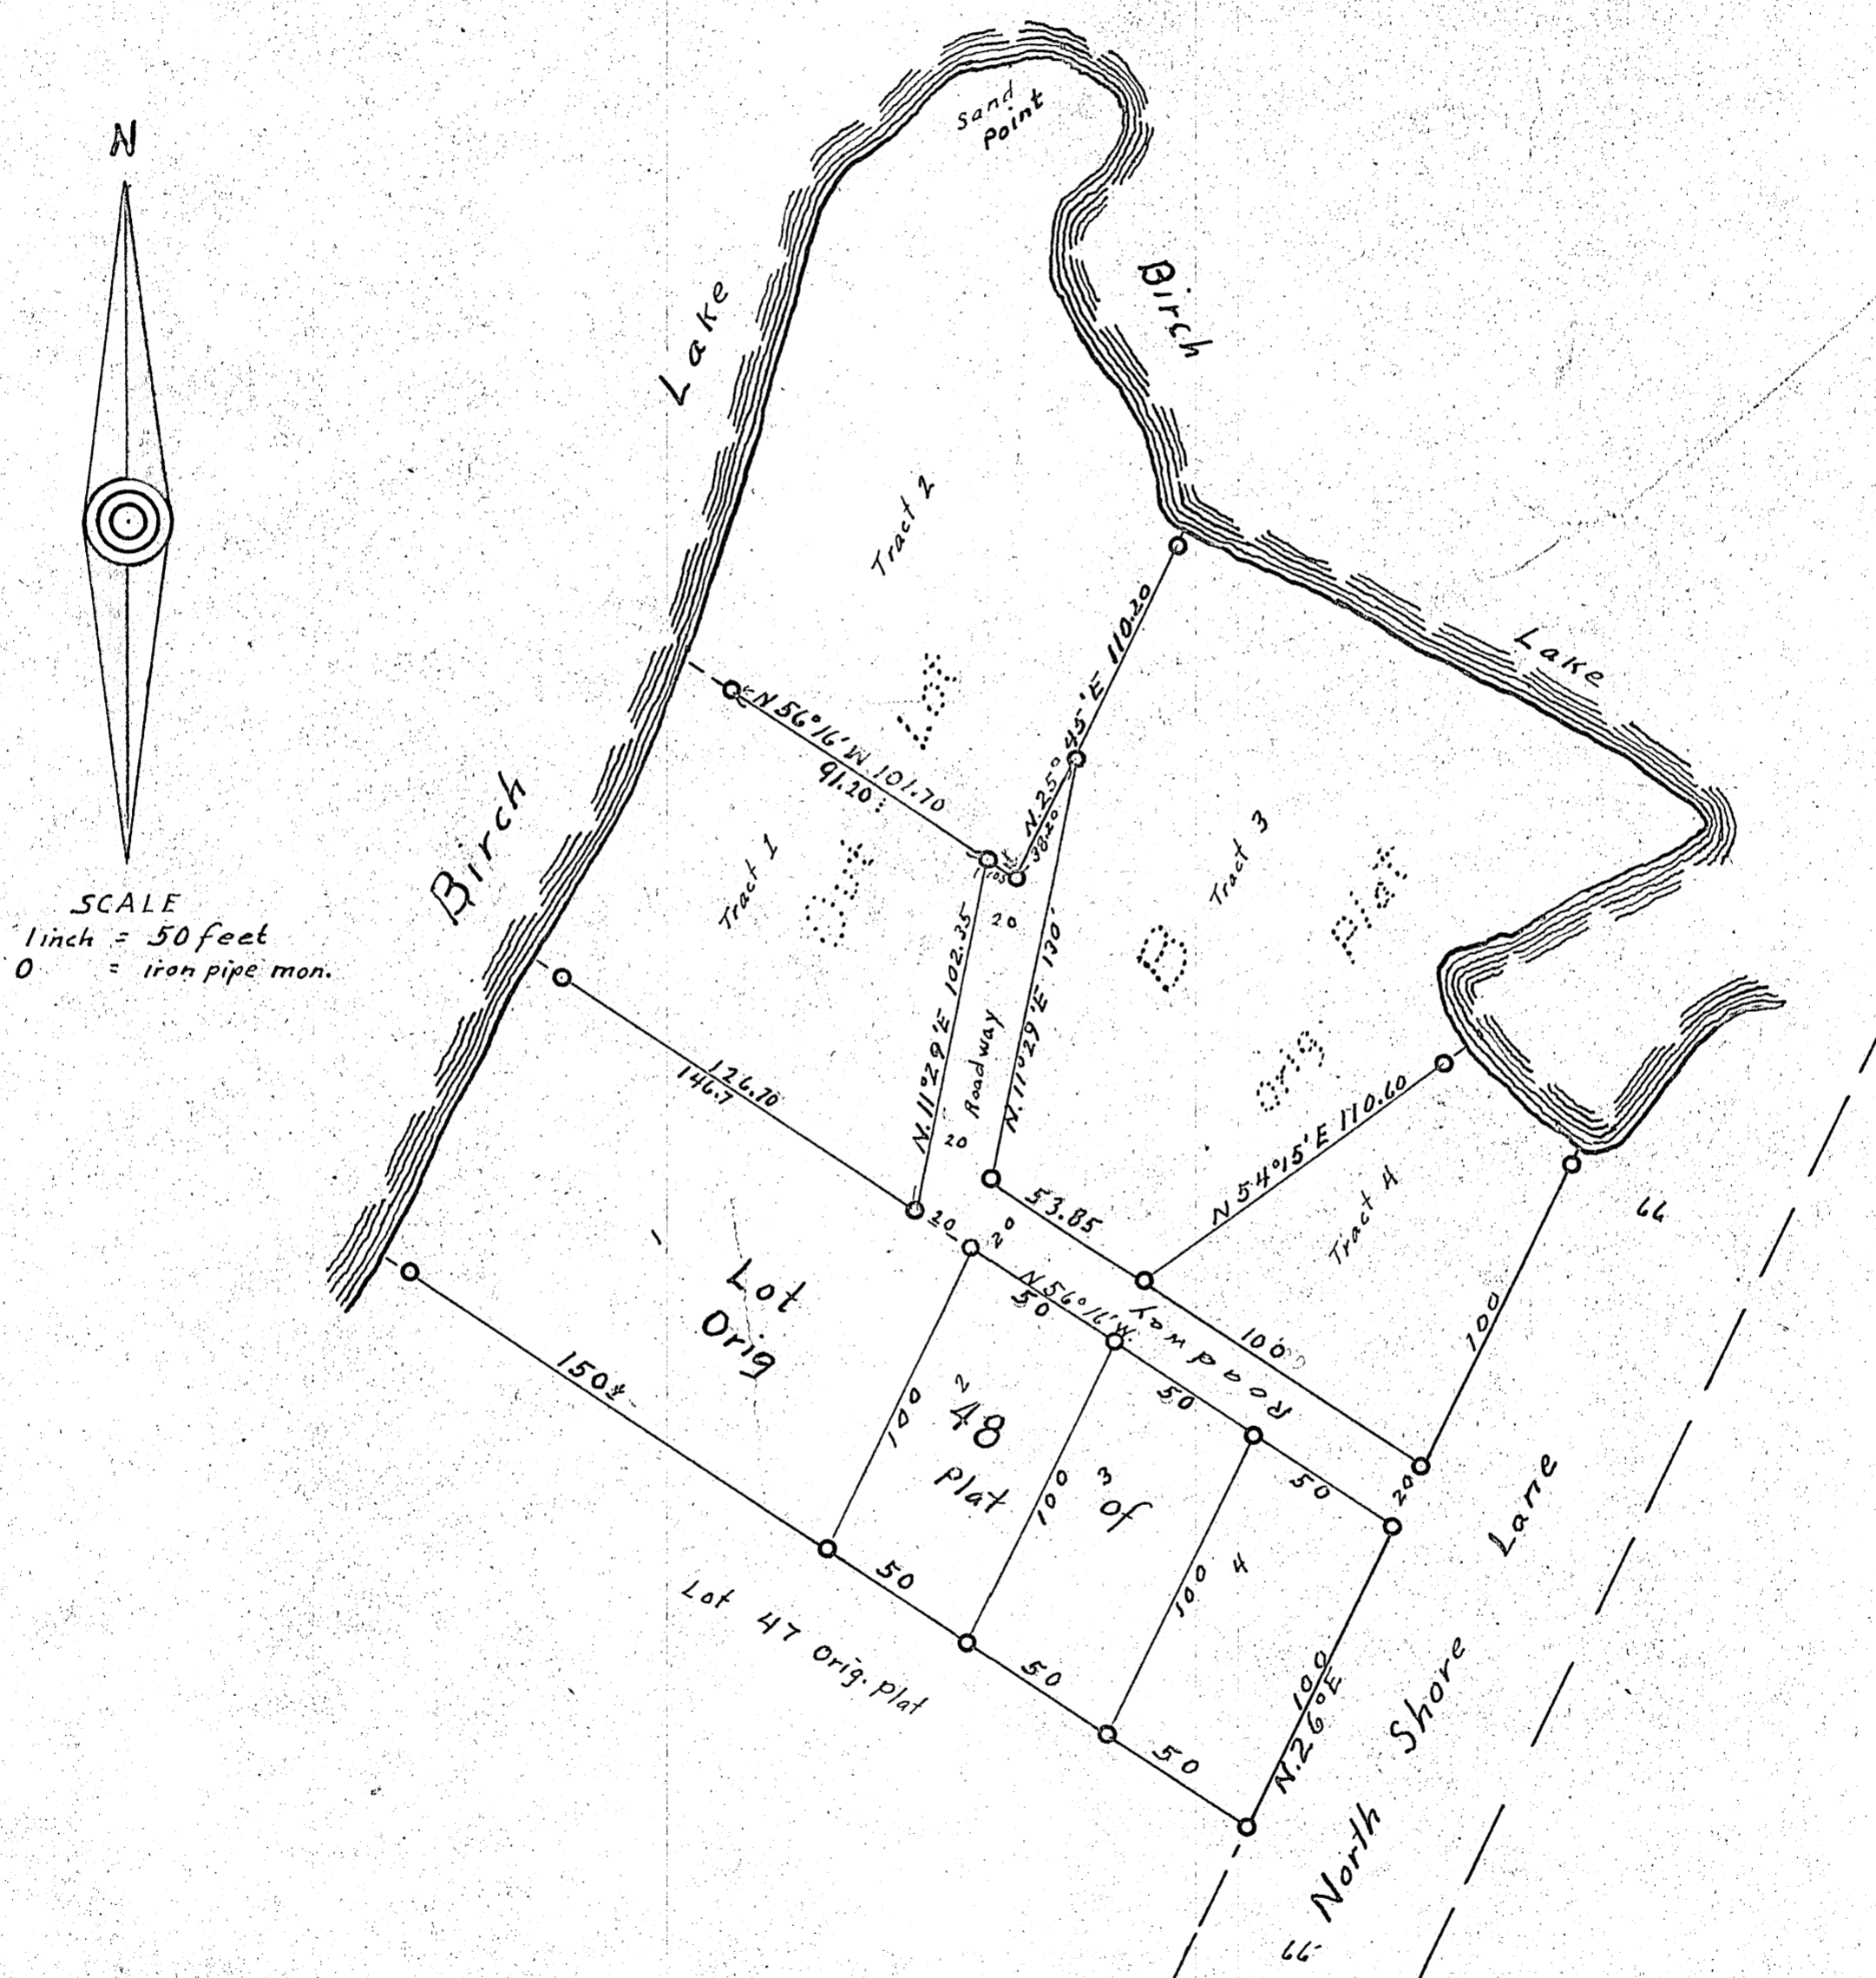 N
SCALE
1 inch = 50 feet
O = iron pipe mon.
Sand
Point
Lake
Birch
Birch
Lake
Tract 2
Lot
N 56° 16' W 101.70
91.20
N. 25° 45' E 110.20
38.20
Tract 1
Tract 3
B
Orig.
Plat
20
N. 11° 29' E 102.35
Roadway
N. 11° 29' E 130'
20
126.70
146.7
53.85
N 54° 15' E 110.60
Tract 4
20
20
66
1
Lot
Orig
N 56° 16' W.
50
Roadway
100
100
150±
100
2
48
Plat
50
100
3
Of
50
20
100
4
50
50
50
100
N. 26° E
Lot 47 Orig. Plat
North Shore Lane
66